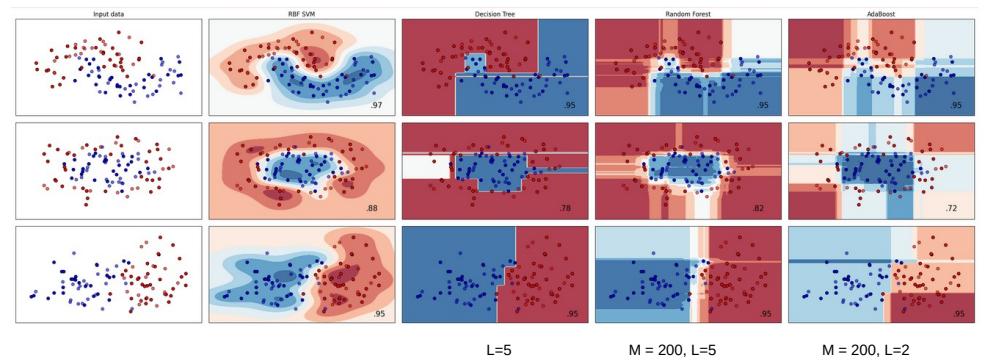 Input data
RBF SVM
Decision Tree
Random Forest
AdaBoost
.97
.95
.95
.95
.88
.78
.82
.72
.95
.95
.95
.95
L=5
M = 200, L=5
M = 200, L=2